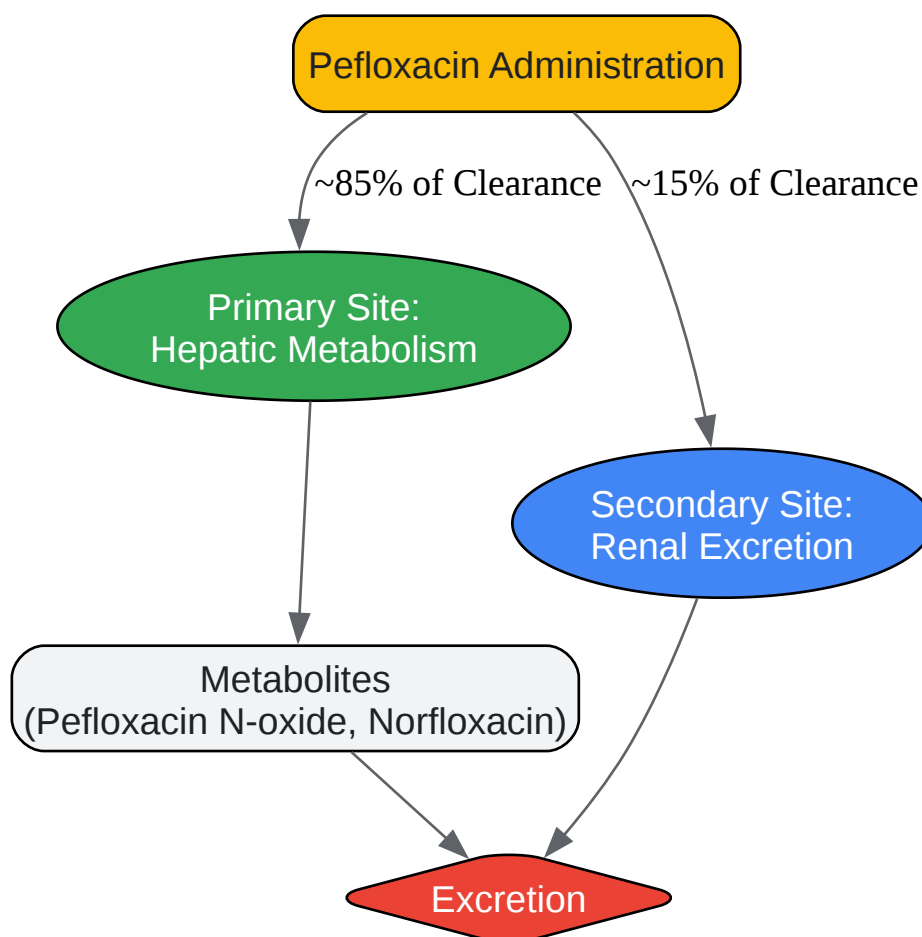 Pefloxacin Administration
~85% of Clearance
~15% of Clearance
Primary Site:
Hepatic Metabolism
Secondary Site:
Renal Excretion
Metabolites
(Pefloxacin N-oxide, Norfloxacin)
Excretion